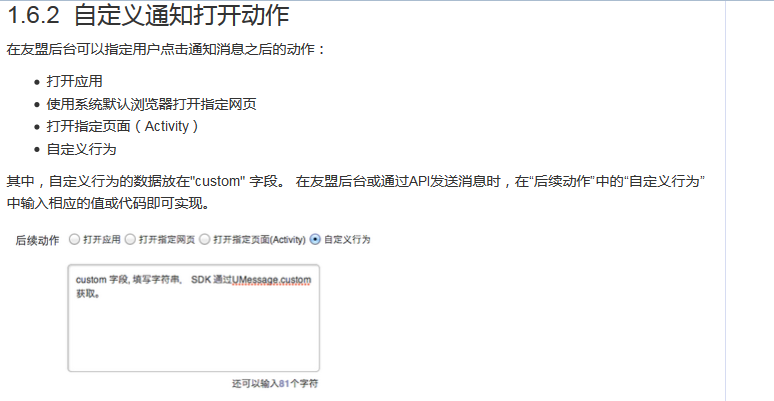 1.6.2 自定义通知打开动作
在友盟后台可以指定用户点击通知消息之后的动作：
打开应用
使用系统默认浏览器打开指定网页
打开指定页面（Activity）
自定义行为
其中，自定义行为的数据放在"custom" 字段。 在友盟后台或通过API发送消息时，在“后续动作”中的“自定义行为”
中输入相应的值或代码即可实现。
后续动作 打开应用 打开指定网页 打开指定页面(Activity) 自定义行为
custom 字段, 填写字符串。 SDK 通过UMessage.custom
获取。
还可以输入81个字符